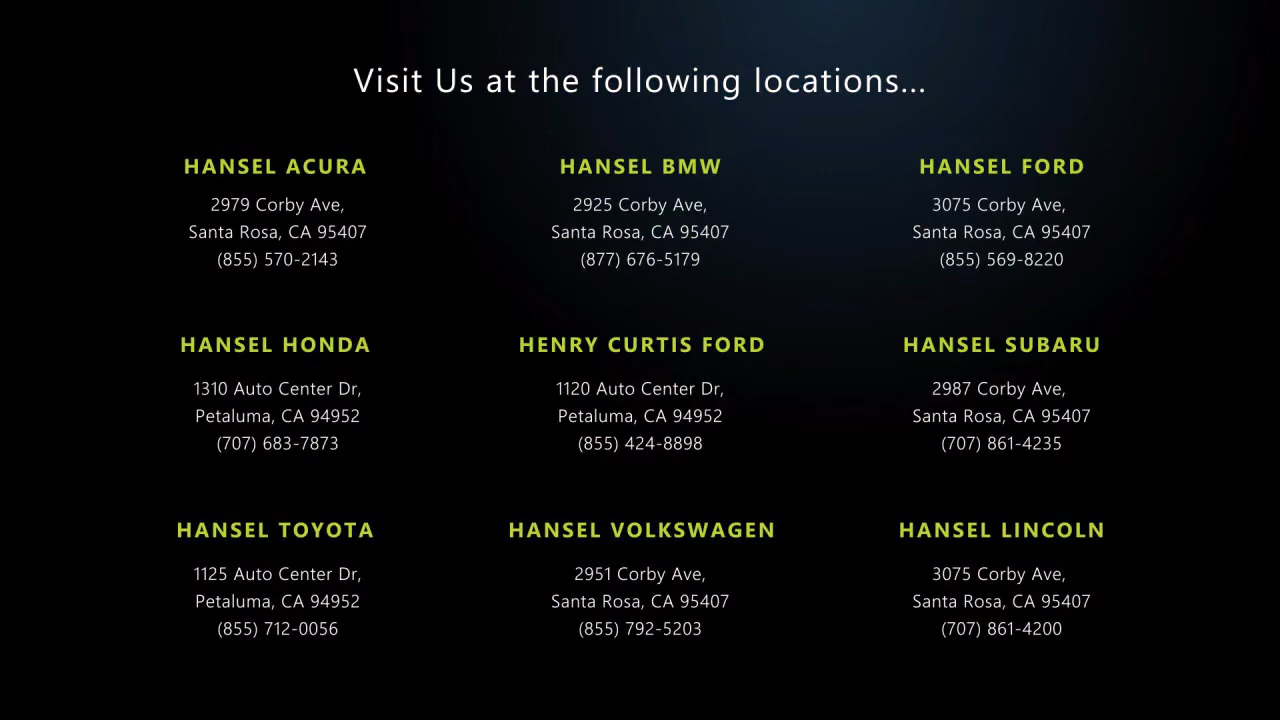 Visit Us at the following locations...
HANSEL ACURA
2979 Corby Ave,
Santa Rosa, CA 95407
(855) 570-2143
HANSEL BMW
2925 Corby Ave,
Santa Rosa, CA 95407
(877) 676-5179
HANSEL FORD
3075 Corby Ave,
Santa Rosa, CA 95407
(855) 569-8220
HANSEL HONDA
1310 Auto Center Dr,
Petaluma, CA 94952
(707) 683-7873
HENRY CURTIS FORD
1120 Auto Center Dr,
Petaluma, CA 94952
(855) 424-8898
HANSEL SUBARU
2987 Corby Ave,
Santa Rosa, CA 95407
(707) 861-4235
HANSEL TOYOTA
1125 Auto Center Dr,
Petaluma, CA 94952
(855) 712-0056
HANSEL VOLKSWAGEN
2951 Corby Ave,
Santa Rosa, CA 95407
(855) 792-5203
HANSEL LINCOLN
3075 Corby Ave,
Santa Rosa, CA 95407
(707) 861-4200